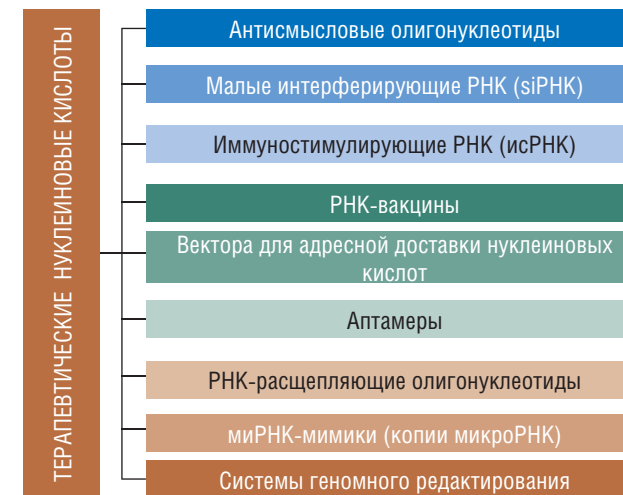 ТЕРАПЕВТИЧЕСКИЕ НУКЛЕИНОВЫЕ КИСЛОТЫ
Антисмысловые олигонуклеотиды
Малые интерферирующие РНК (siРНК)
Иммуностимулирующие РНК (исРНК)
РНК-вакцины
Вектора для адресной доставки нуклеиновых
кислот
Аптамеры
РНК-расщепляющие олигонуклеотиды
миРНК-мимики (копии микроРНК)
Системы геномного редактирования